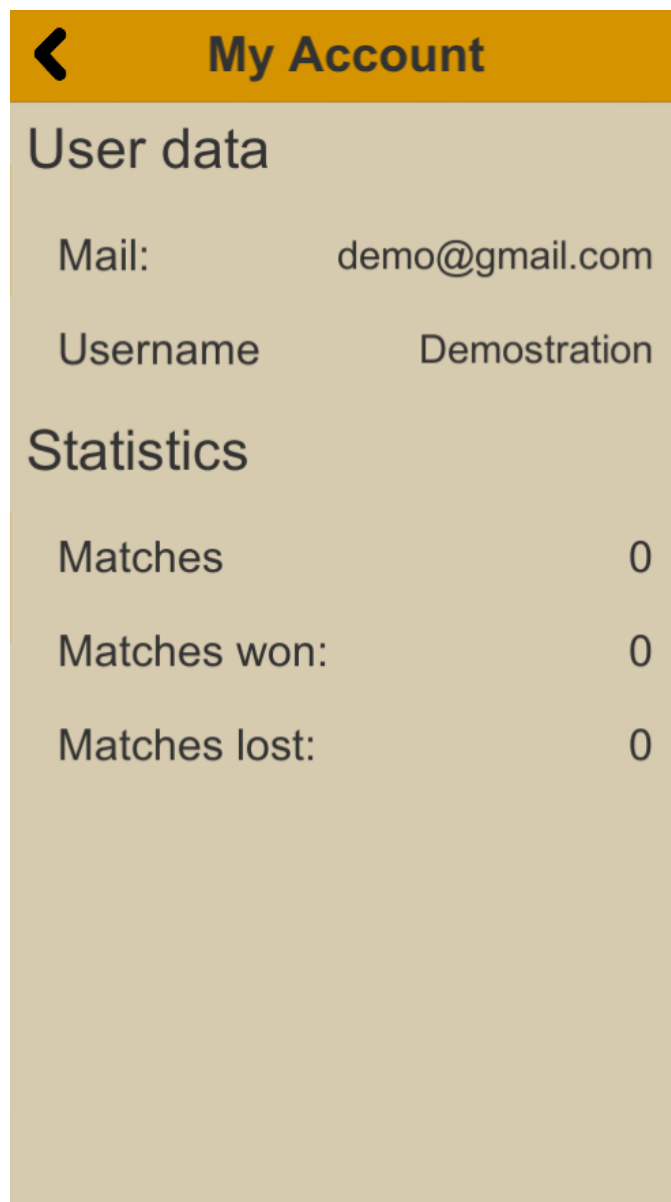 My Account
User data
Mail: demo@gmail.com
Username Demostration
Statistics
Matches 0
Matches won: 0
Matches lost: 0